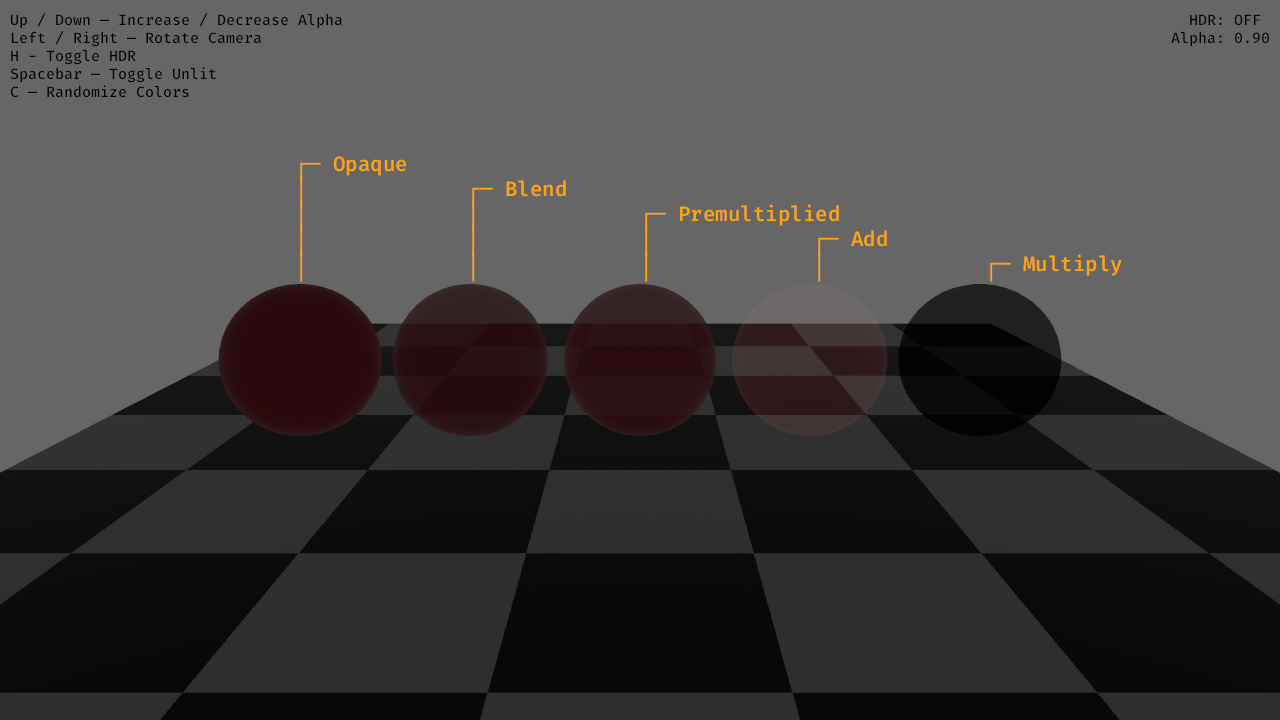 Up / Down — Increase / Decrease Alpha
Left / Right — Rotate Camera
H - Toggle HDR
Spacebar — Toggle Unlit
C — Randomize Colors
HDR: OFF
Alpha: 0.90
Opaque
Blend
Premultiplied
Add
Multiply